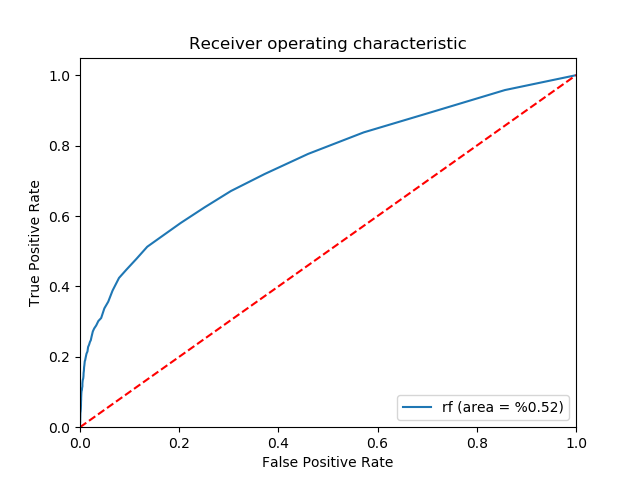 Receiver operating characteristic
1.0
0.8
0.6
0.4
0.2
0.0
True Positive Rate
rf (area = %0.52)
0.0 0.2 0.4 0.6 0.8 1.0
False Positive Rate